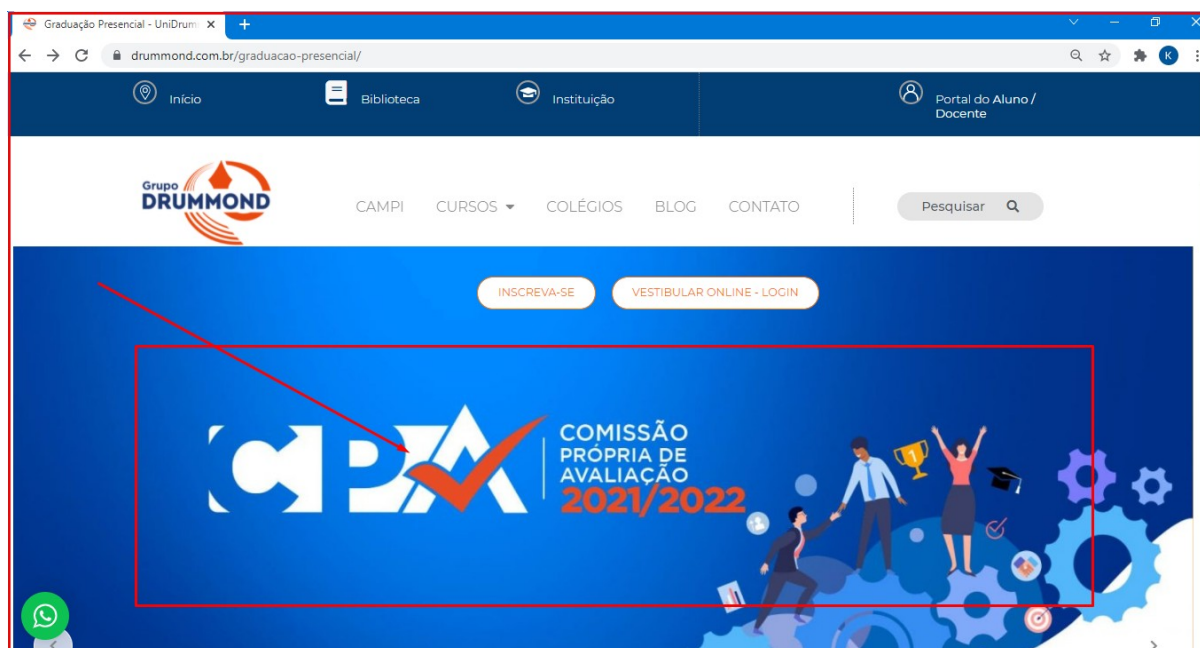 Graduação Presencial - UniDrum
drummond.com.br/graduacao-presencial/
K
Início
Biblioteca
Instituição
Portal do Aluno /
Docente
Grupo
DRUMMOND
CAMPI
CURSOS
COLÉGIOS
BLOG
CONTATO
Pesquisar
INSCREVA-SE
VESTIBULAR ONLINE - LOGIN
CPA
COMISSÃO
PRÓPRIA DE
AVALIAÇÃO
2021/2022
1